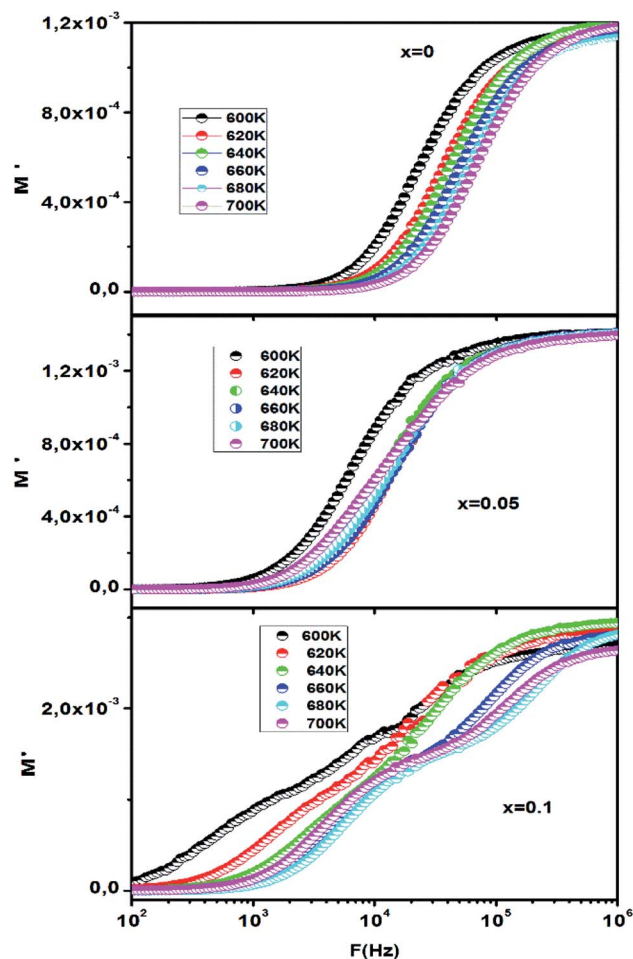 1,2x10⁻³
8,0x10⁻⁴
4,0x10⁻⁴
0,0
M '
x=0
600K
620K
640K
660K
680K
700K
1,2x10⁻³
8,0x10⁻⁴
4,0x10⁻⁴
0,0
M '
600K
620K
640K
660K
680K
700K
x=0.05
2,0x10⁻³
0,0
M'
600K
620K
640K
660K
680K
700K
x=0.1
10² 10³ 10⁴ 10⁵ 10⁶
F(Hz)